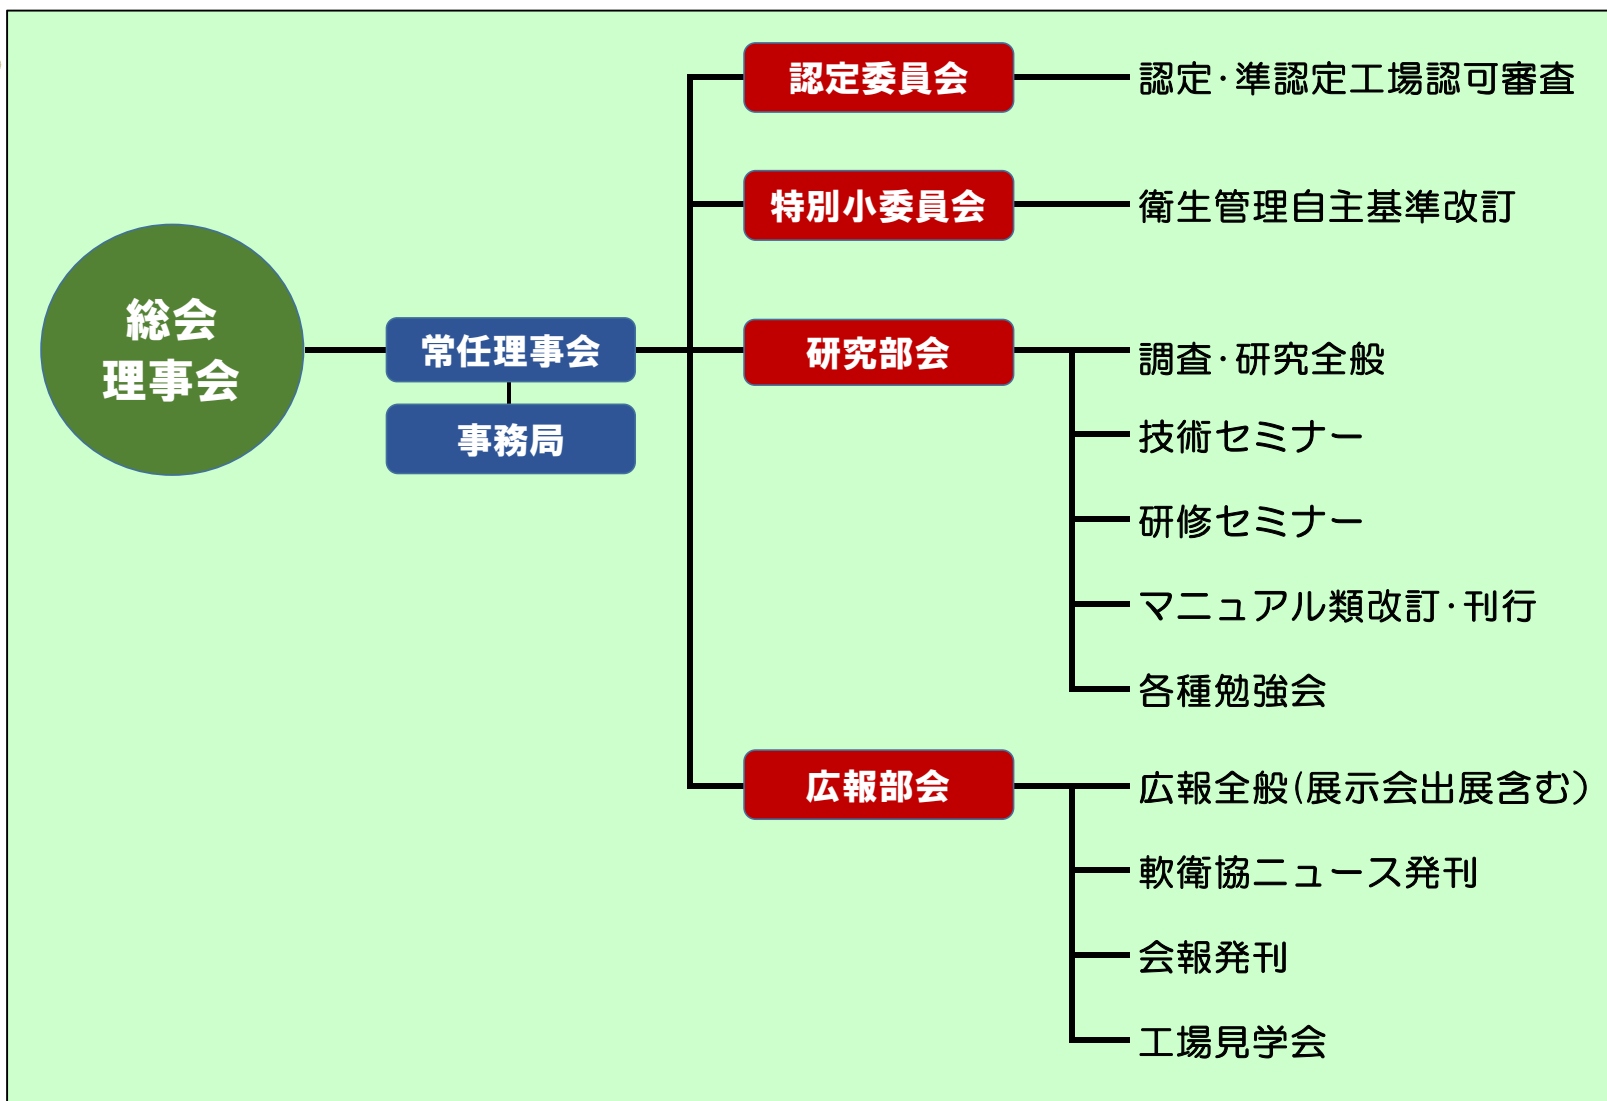 総会
理事会
常任理事会
事務局
認定委員会
認定・準認定工場認可審査
特別小委員会
衛生管理自主基準改訂
研究部会
調査・研究全般
技術セミナー
研修セミナー
マニュアル類改訂・刊行
各種勉強会
広報部会
広報全般(展示会出展含む)
軟衛協ニュース発刊
会報発刊
工場見学会